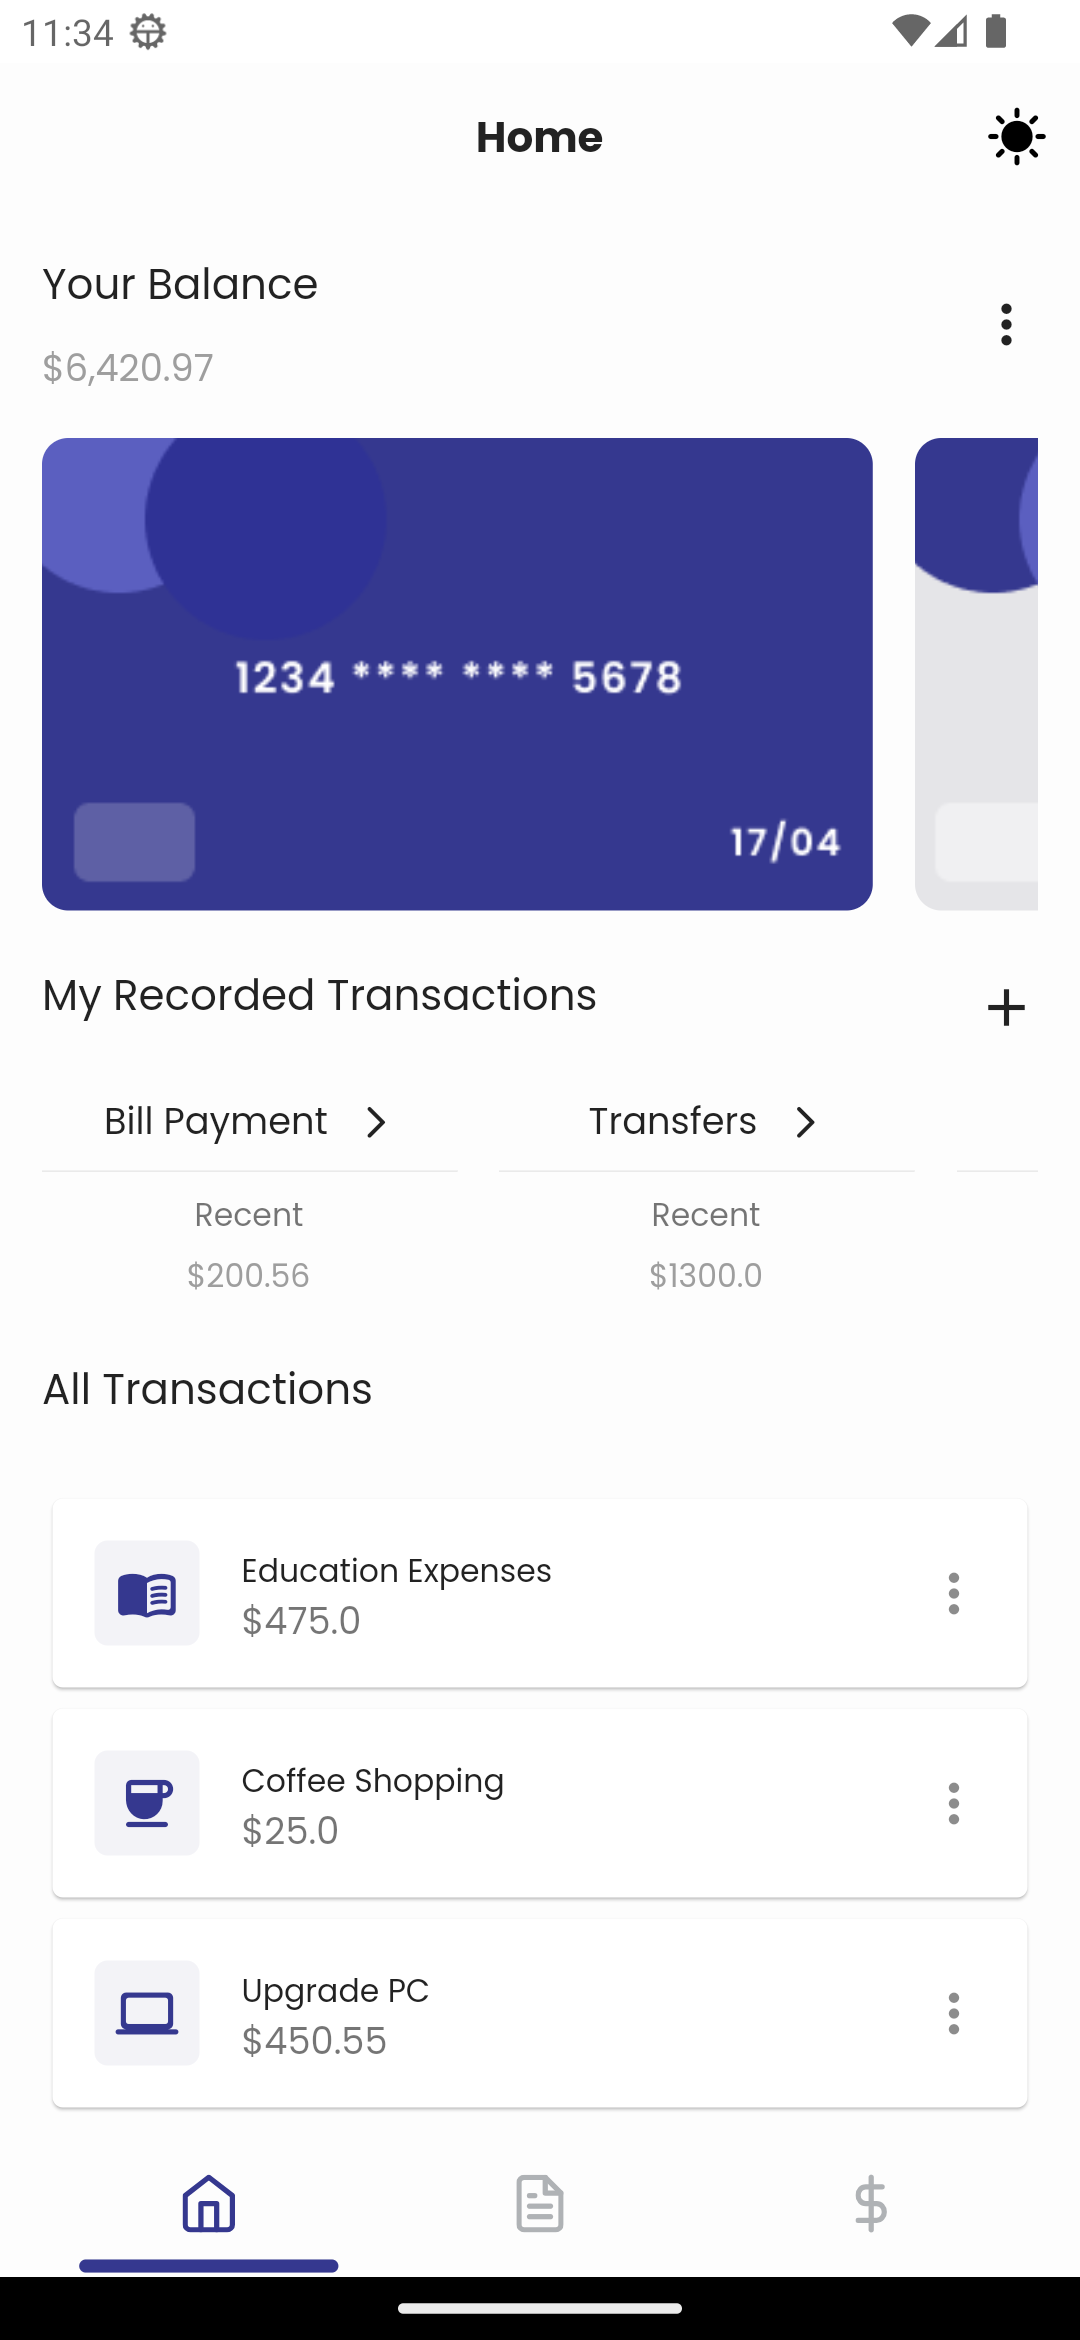 11:34
Home
Your Balance
$6,420.97
1234 **** **** 5678
17/04
My Recorded Transactions
Bill Payment
Transfers
Recent
Recent
$200.56
$1300.0
All Transactions
Education Expenses
$475.0
Coffee Shopping
$25.0
Upgrade PC
$450.55